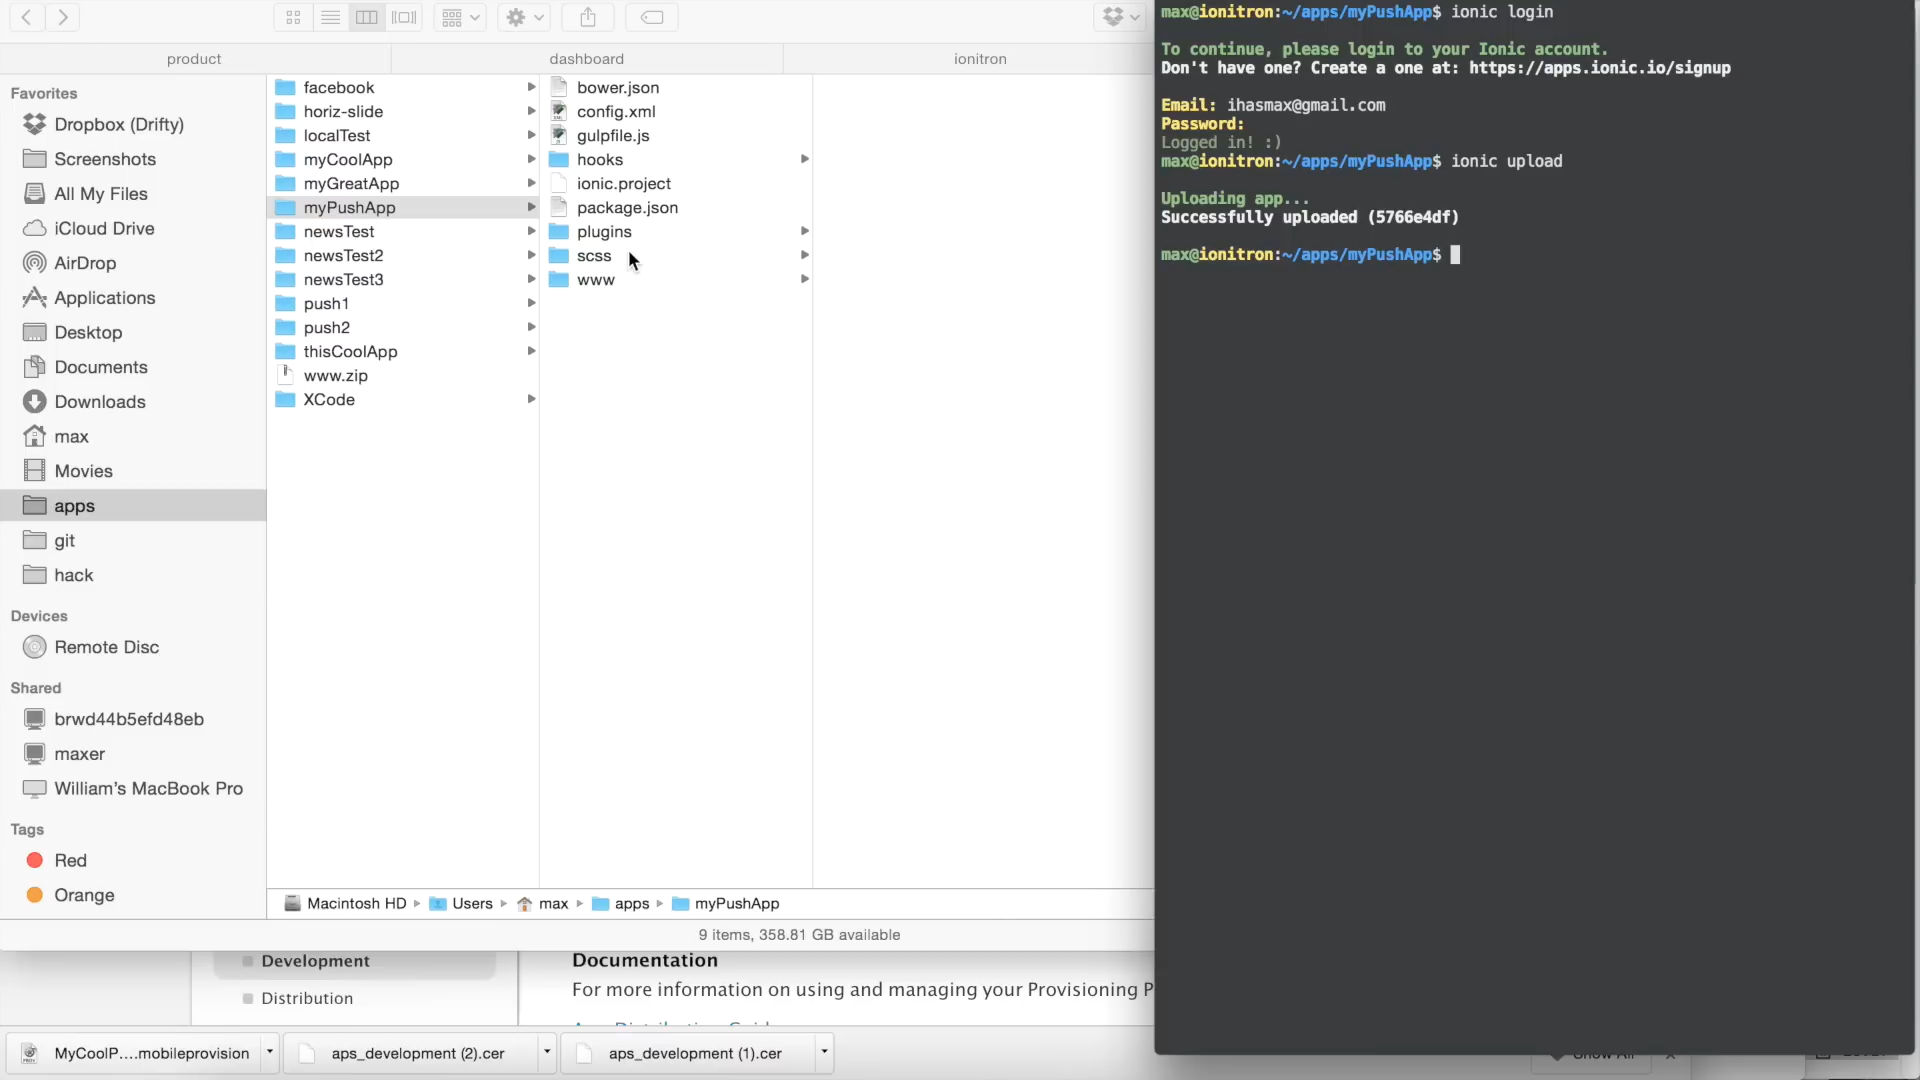 product
dashboard
ionitron
Favorites
Dropbox (Drifty)
Screenshots
All My Files
iCloud Drive
AirDrop
Applications
Desktop
Documents
Downloads
max
Movies
apps
git
hack
Devices
Remote Disc
Shared
brwd44b5efd48eb
maxer
William's MacBook Pro
Tags
Red
Orange
facebook
horiz-slide
localTest
myCoolApp
myGreatApp
myPushApp
newsTest
newsTest2
newsTest3
push1
push2
thisCoolApp
www.zip
XCode
bower.json
config.xml
gulpfile.js
hooks
ionic.project
package.json
plugins
scss
www
Macintosh HD
Users
max
apps
myPushApp
9 items, 358.81 GB available
Development
Distribution
Documentation
For more information on using and managing your Provisioning P
MyCoolP....mobileprovision
aps_development (2).cer
aps_development (1).cer
max@ionitron:~/apps/myPushApp$ ionic login
To continue, please login to your Ionic account.
Don't have one? Create a one at: https://apps.ionic.io/signup
Email: ihasmax@gmail.com
Password:
Logged in! :)
max@ionitron:~/apps/myPushApp$ ionic upload
Uploading app...
Successfully uploaded (5766e4df)
max@ionitron:~/apps/myPushApp$